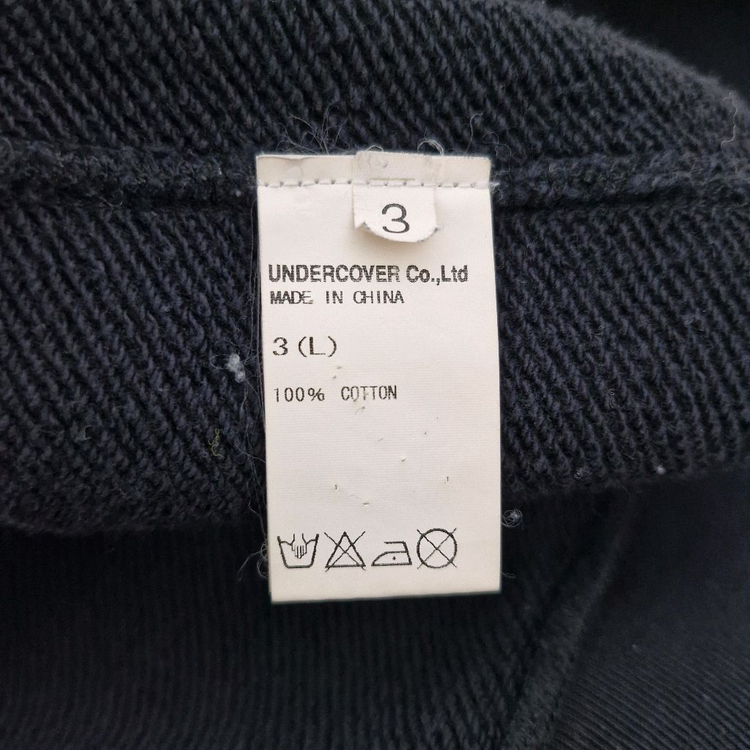 3
UNDERCOVER Co.,Ltd
MADE IN CHINA
3 (L)
100% COTTON